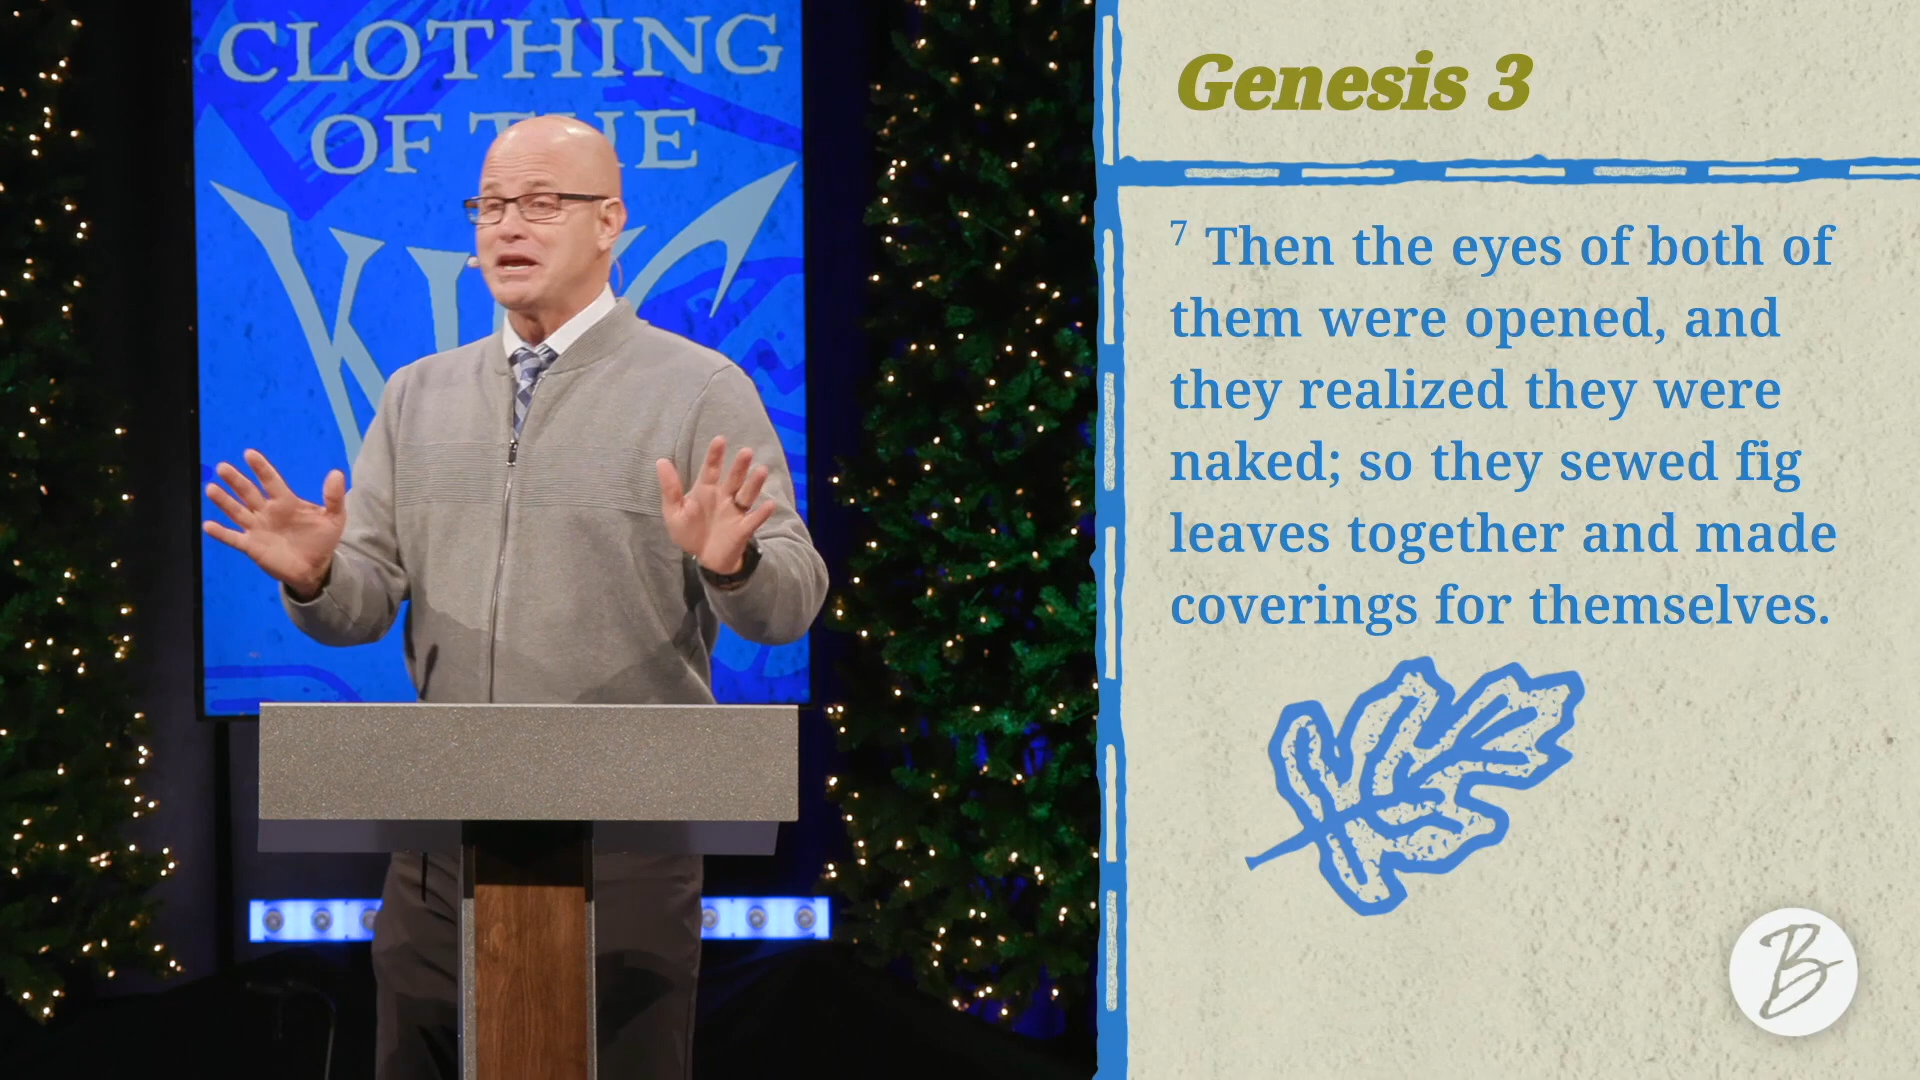 CLOTHING
OF THE
Genesis 3
7 Then the eyes of both of
them were opened, and
they realized they were
naked; so they sewed fig
leaves together and made
coverings for themselves.
B